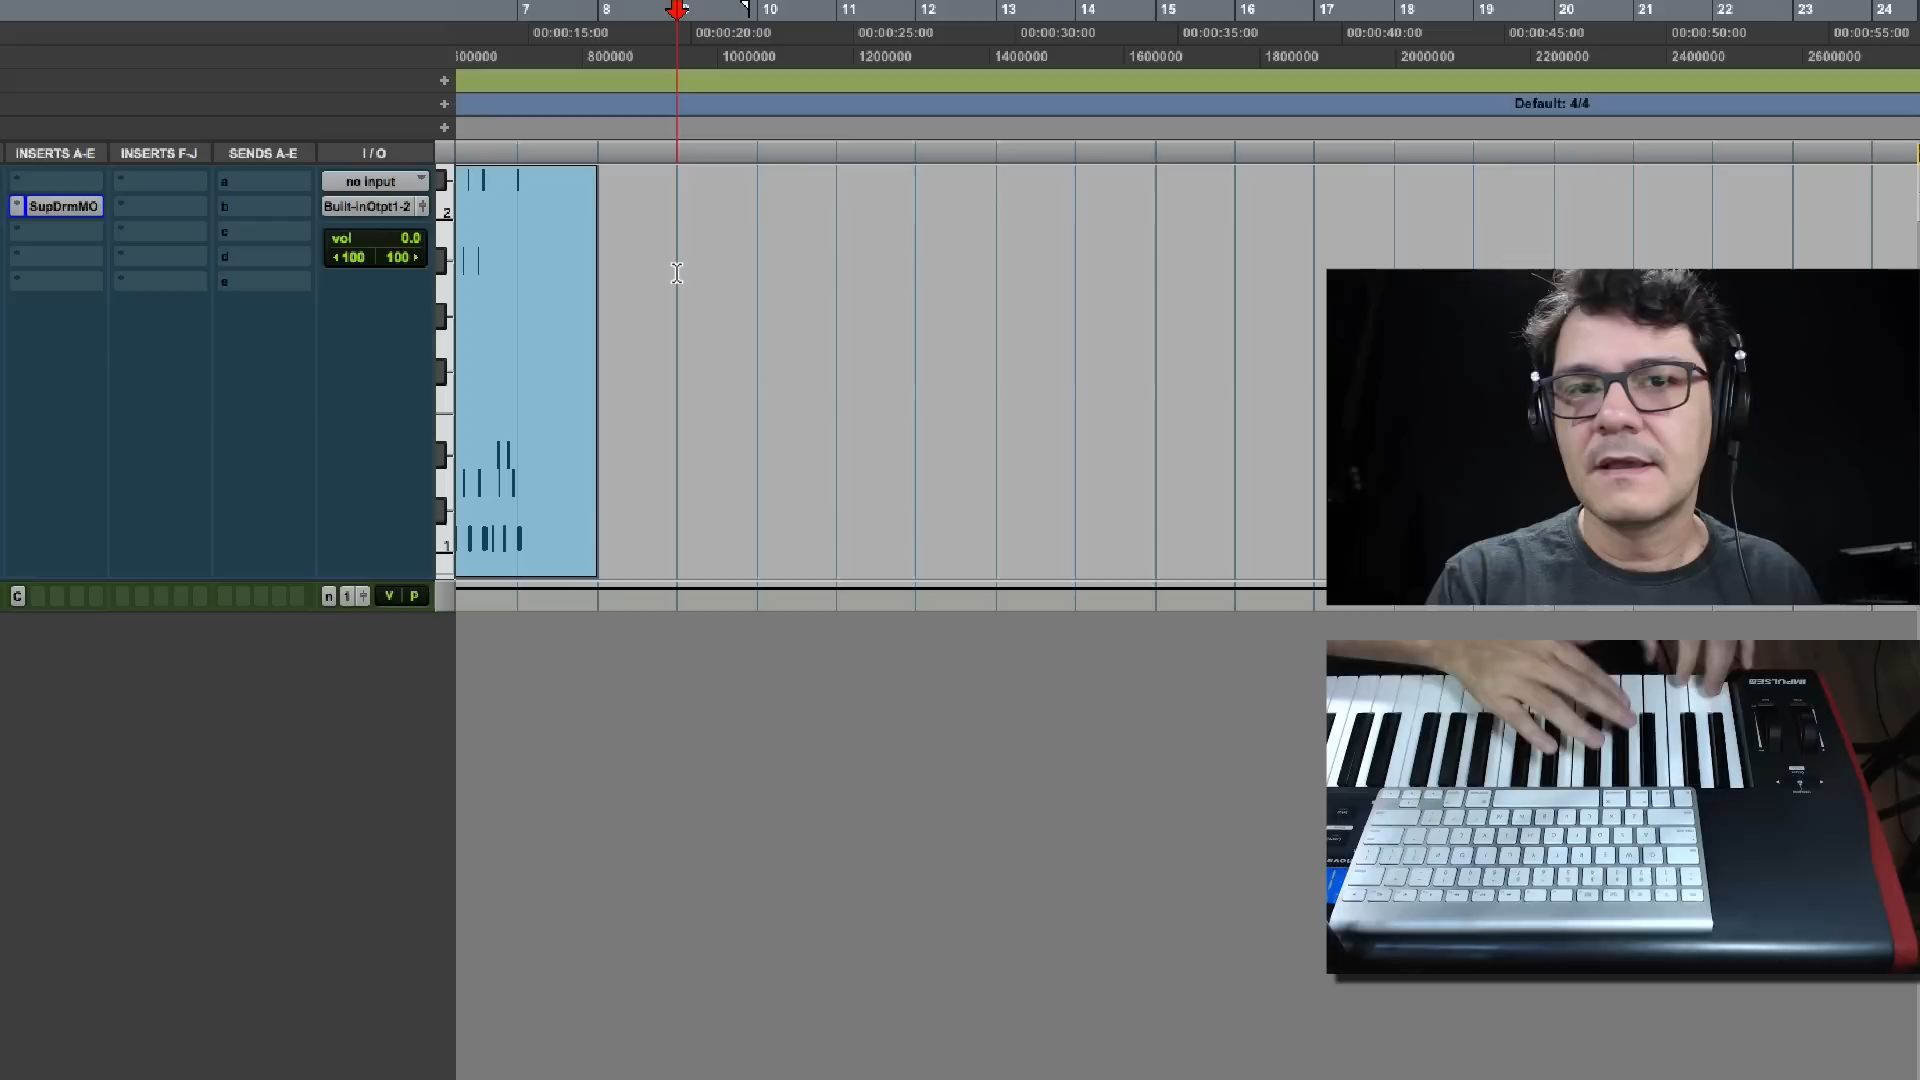 7 8 9 10 11 12 13 14 15 16 17 18 19 20 21 22 23 24
00:00:15:00 00:00:20:00 00:00:25:00 00:00:30:00 00:00:35:00 00:00:40:00 00:00:45:00 00:00:50:00 00:00:55:00
800000 1000000 1200000 1400000 1600000 1800000 2000000 2200000 2400000 2600000
+
+
Default: 4/4
+
INSERTS A-E INSERTS F-J SENDS A-E I / O
a no input
SupDrmMO b Built-inOtpt1-2 2
c vol 0.0
d 100 100
e
1
C n 1 v p
IMPULSE